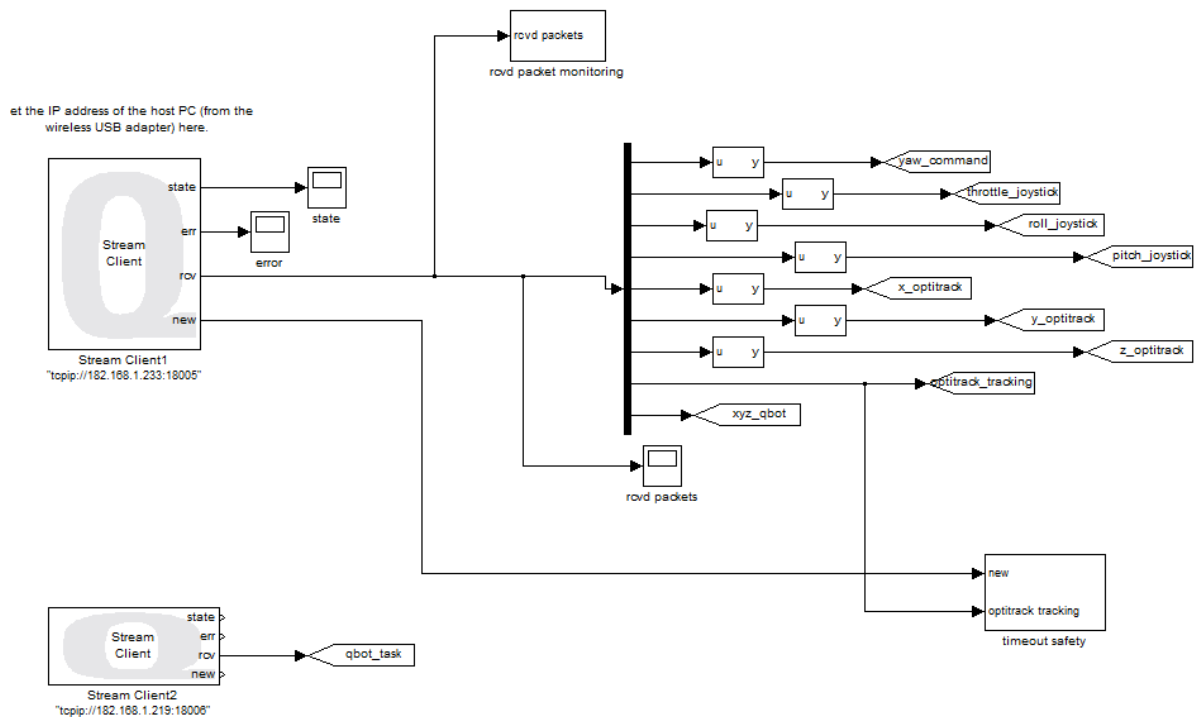 rcvd packets
rcvd packet monitoring
et the IP address of the host PC (from the
wireless USB adapter) here.
state
err
rcv
new
Stream
Client
Stream Client1
"tcpip://182.168.1.233:18005"
state
error
u y
yaw_command
u y
throttle_joystick
u y
roll_joystick
u y
pitch_joystick
u y
x_optitrack
u y
y_optitrack
u y
z_optitrack
optitrack_tracking
xyz_qbot
rcvd packets
new
optitrack tracking
timeout safety
state
err
rcv
new
Stream
Client
Stream Client2
"tcpip://182.168.1.219:18006"
qbot_task